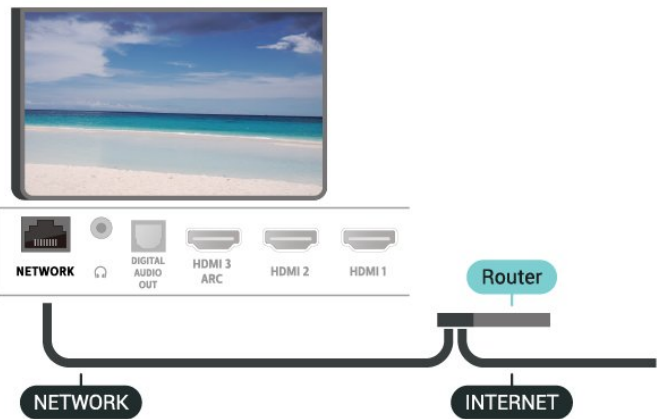 NETWORK
DIGITAL
AUDIO
OUT
HDMI 3
ARC
HDMI 2
HDMI 1
Router
NETWORK
INTERNET